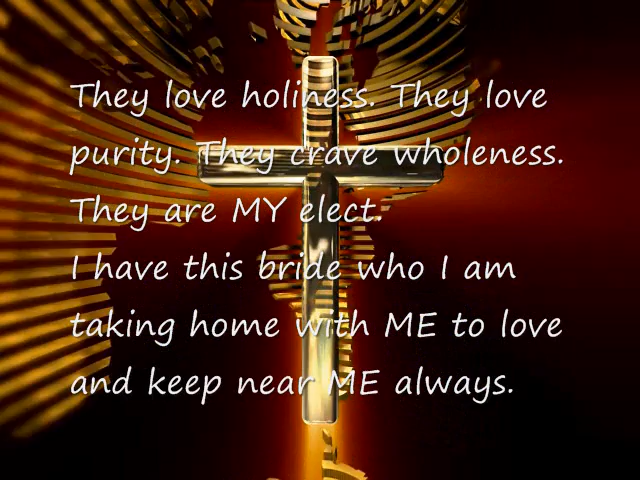 They love holiness. They love
purity. They crave wholeness.
They are MY elect.
I have this bride who I am
taking home with ME to love
and keep near ME always.